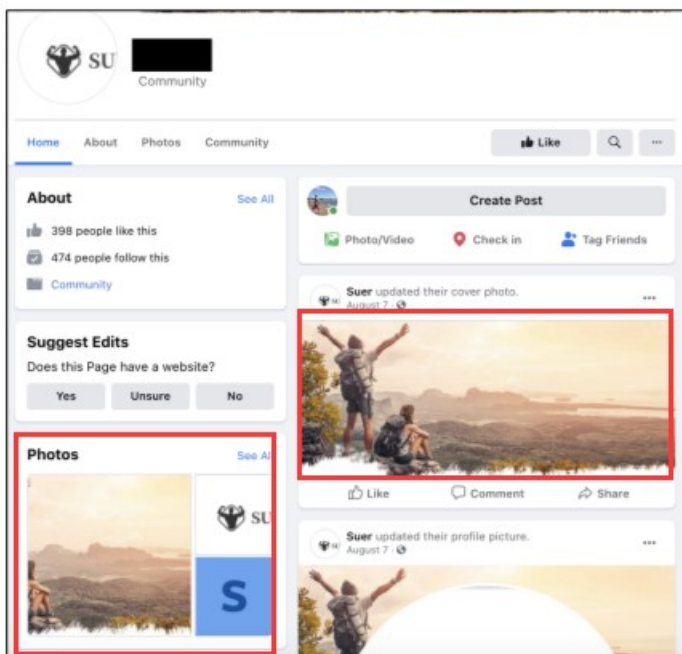 SU
Community
Home About Photos Community
Like
...
About See All
398 people like this
474 people follow this
Community
Suggest Edits
Does this Page have a website?
Yes Unsure No
Photos See Al
SU
S
Create Post
Photo/Video Check in Tag Friends
Suer updated their cover photo.
August 7 ·
...
Like Comment Share
Suer updated their profile picture.
August 7 ·
...